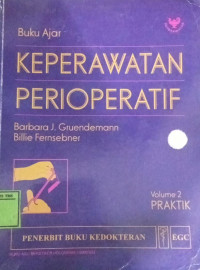 Buku Ajar
KEPERAWATAN
PERIOPERATIF
Barbara J. Gruendemann
Billie Fernsebner
Volume 2
PRAKTIK
PENERBIT BUKU KEDOKTERAN
EGC